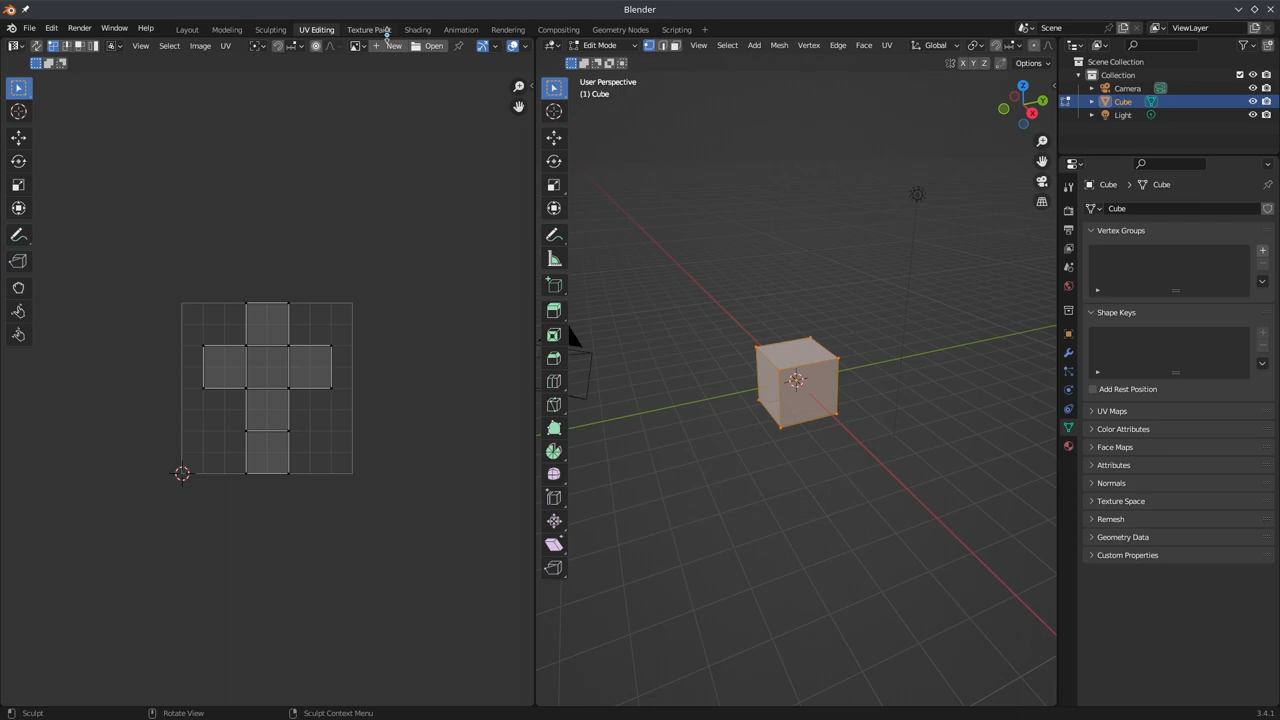 Blender
File Edit Render Window Help
Layout Modeling Sculpting UV Editing Texture Paint Shading Animation Rendering Compositing Geometry Nodes Scripting +
Scene ViewLayer
View Select Image UV New Open
Edit Mode View Select Add Mesh Vertex Edge Face UV Global
X Y Z Options
User Perspective
(1) Cube
Z
Y
X
Scene Collection
Collection
Camera
Cube
Light
Cube > Cube
Cube
Vertex Groups
Shape Keys
Add Rest Position
UV Maps
Color Attributes
Face Maps
Attributes
Normals
Texture Space
Remesh
Geometry Data
Custom Properties
Sculpt Rotate View Sculpt Context Menu 3.4.1